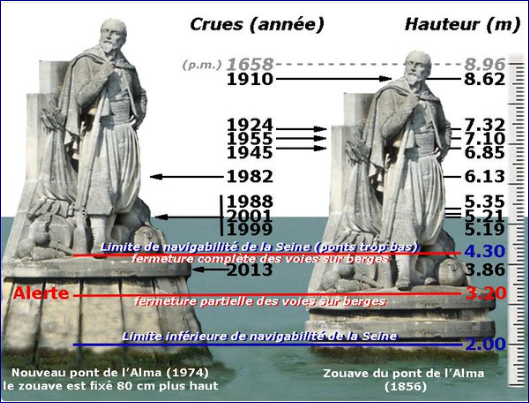 Crues (année) Hauteur (m)
(p.m.) 1658 8.96
1910 8.62
1924 7.32
1955 7.10
1945 6.85
1982 6.13
1988 5.35
2001 5.21
1999 5.19
Limite de navigabilité de la Seine (ponts trop bas) 4.30
fermeture complète des voies sur berges
2013 3.86
Alerte 3.20
fermeture partielle des voies sur berges
Limite inférieure de navigabilité de la Seine 2.00
Nouveau pont de l'Alma (1974)
le zouave est fixé 80 cm plus haut
Zouave du pont de l'Alma
(1856)